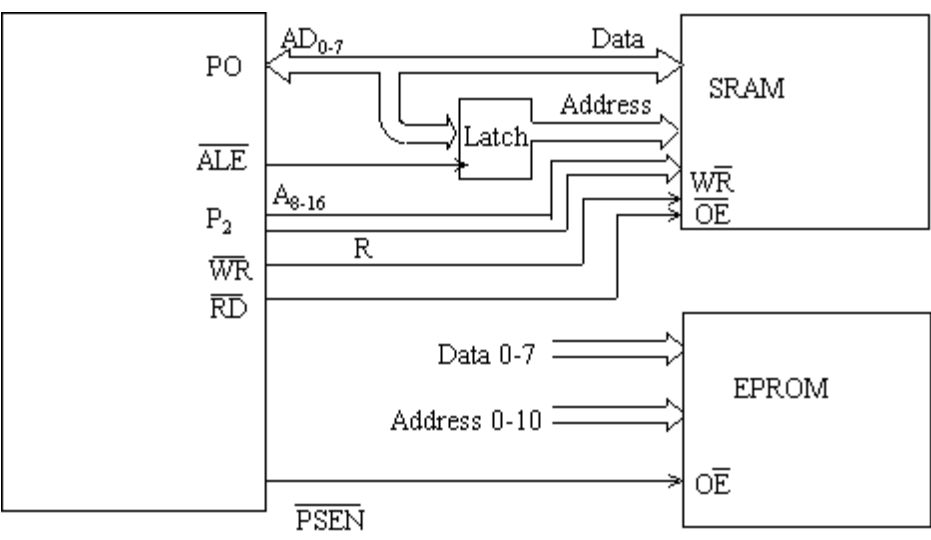 AD0-7
Data
PO
SRAM
Address
Latch
ALE
WR
A8-16
OE
P2
R
WR
RD
Data 0-7
EPROM
Address 0-10
OE
PSEN